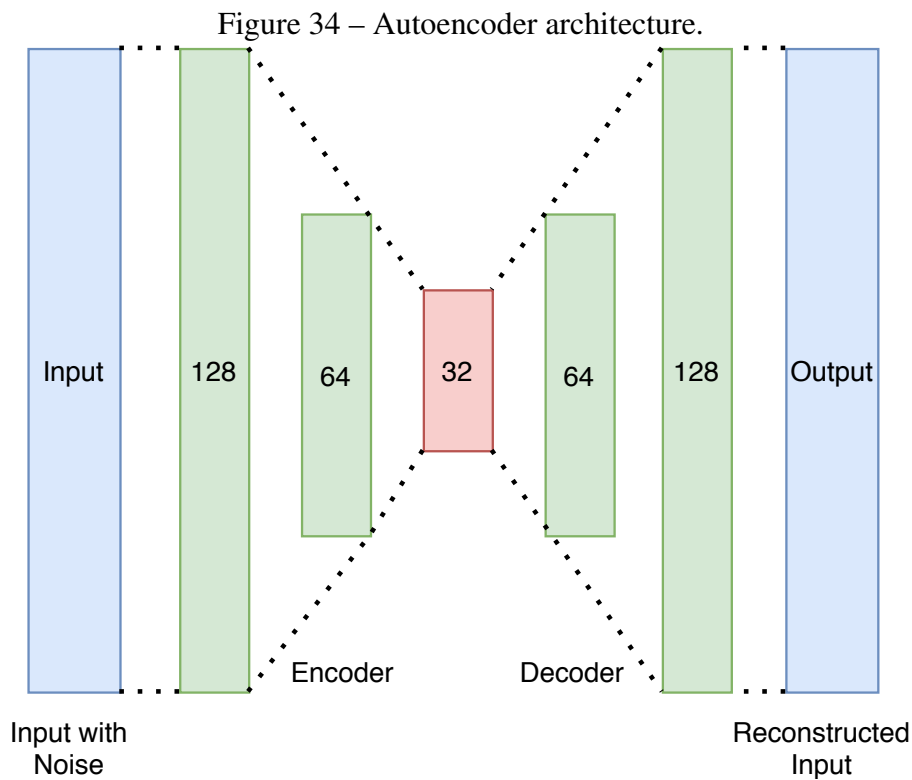 Figure 34 – Autoencoder architecture.
Input
128
64
32
64
128
Output
Encoder
Decoder
Input with
Noise
Reconstructed
Input